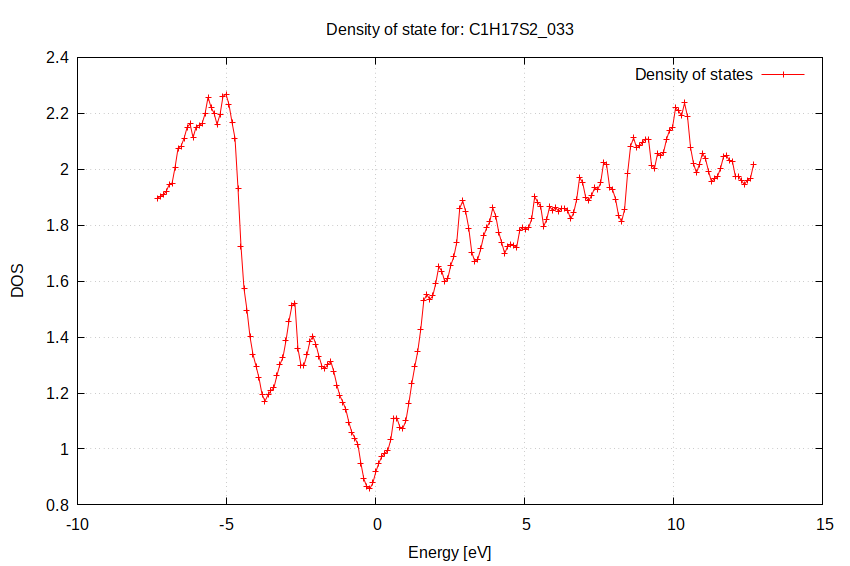 Density of state for: C1H17S2_033
Density of states
2.4
2.2
2
1.8
1.6
1.4
1.2
1
0.8
DOS
-10 -5 0 5 10 15
Energy [eV]